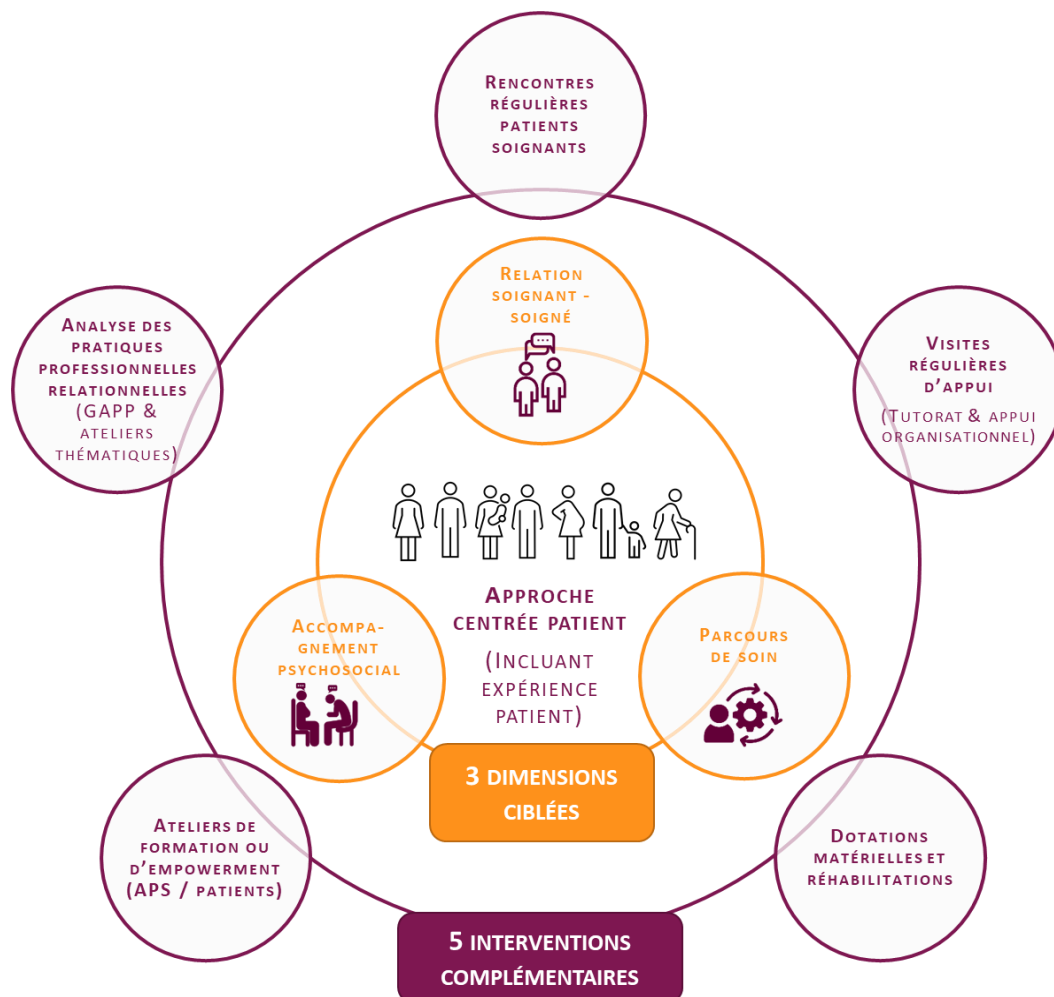 RENCONTRES
RÉGULIÈRES
PATIENTS
SOIGNANTS
RELATION
SOIGNANT -
SOIGNÉ
ANALYSE DES
PRATIQUES
PROFESSIONNELLES
RELATIONNELLES
(GAPP &
ATELIERS
THÉMATIQUES)
VISITES
RÉGULIÈRES
D’APPUI
(TUTORAT & APPUI
ORGANISATIONNEL)
APPROCHE
CENTRÉE PATIENT
(INCLUANT
EXPÉRIENCE
PATIENT)
ACCOMPA-
GNEMENT
PSYCHOSOCIAL
PARCOURS
DE SOIN
3 DIMENSIONS
CIBLÉES
ATELIERS DE
FORMATION OU
D’EMPOWERMENT
(APS / PATIENTS)
DOTATIONS
MATÉRIELLES ET
RÉHABILITATIONS
5 INTERVENTIONS
COMPLÉMENTAIRES